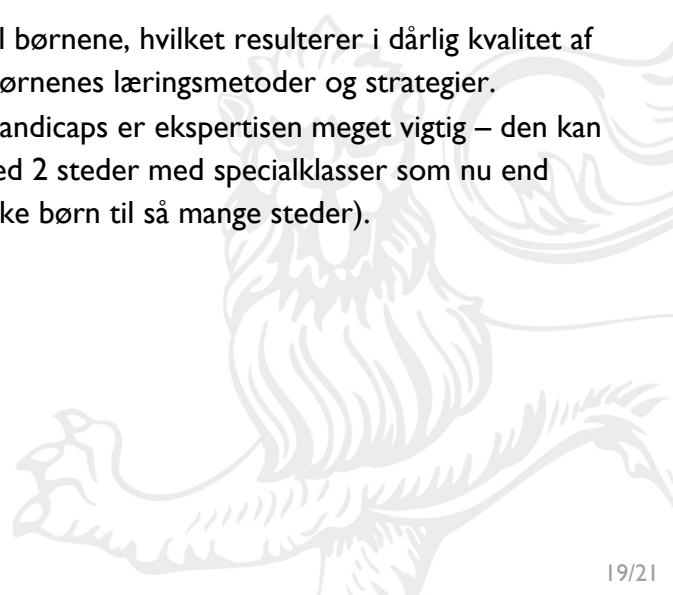 børnene, hvilket resulterer i dårlig kvalitet af
ørnenes læringsmetoder og strategier.
andicaps er ekspertisen meget vigtig – den kan
ed 2 steder med specialklasser som nu end
ke børn til så mange steder).
19/21